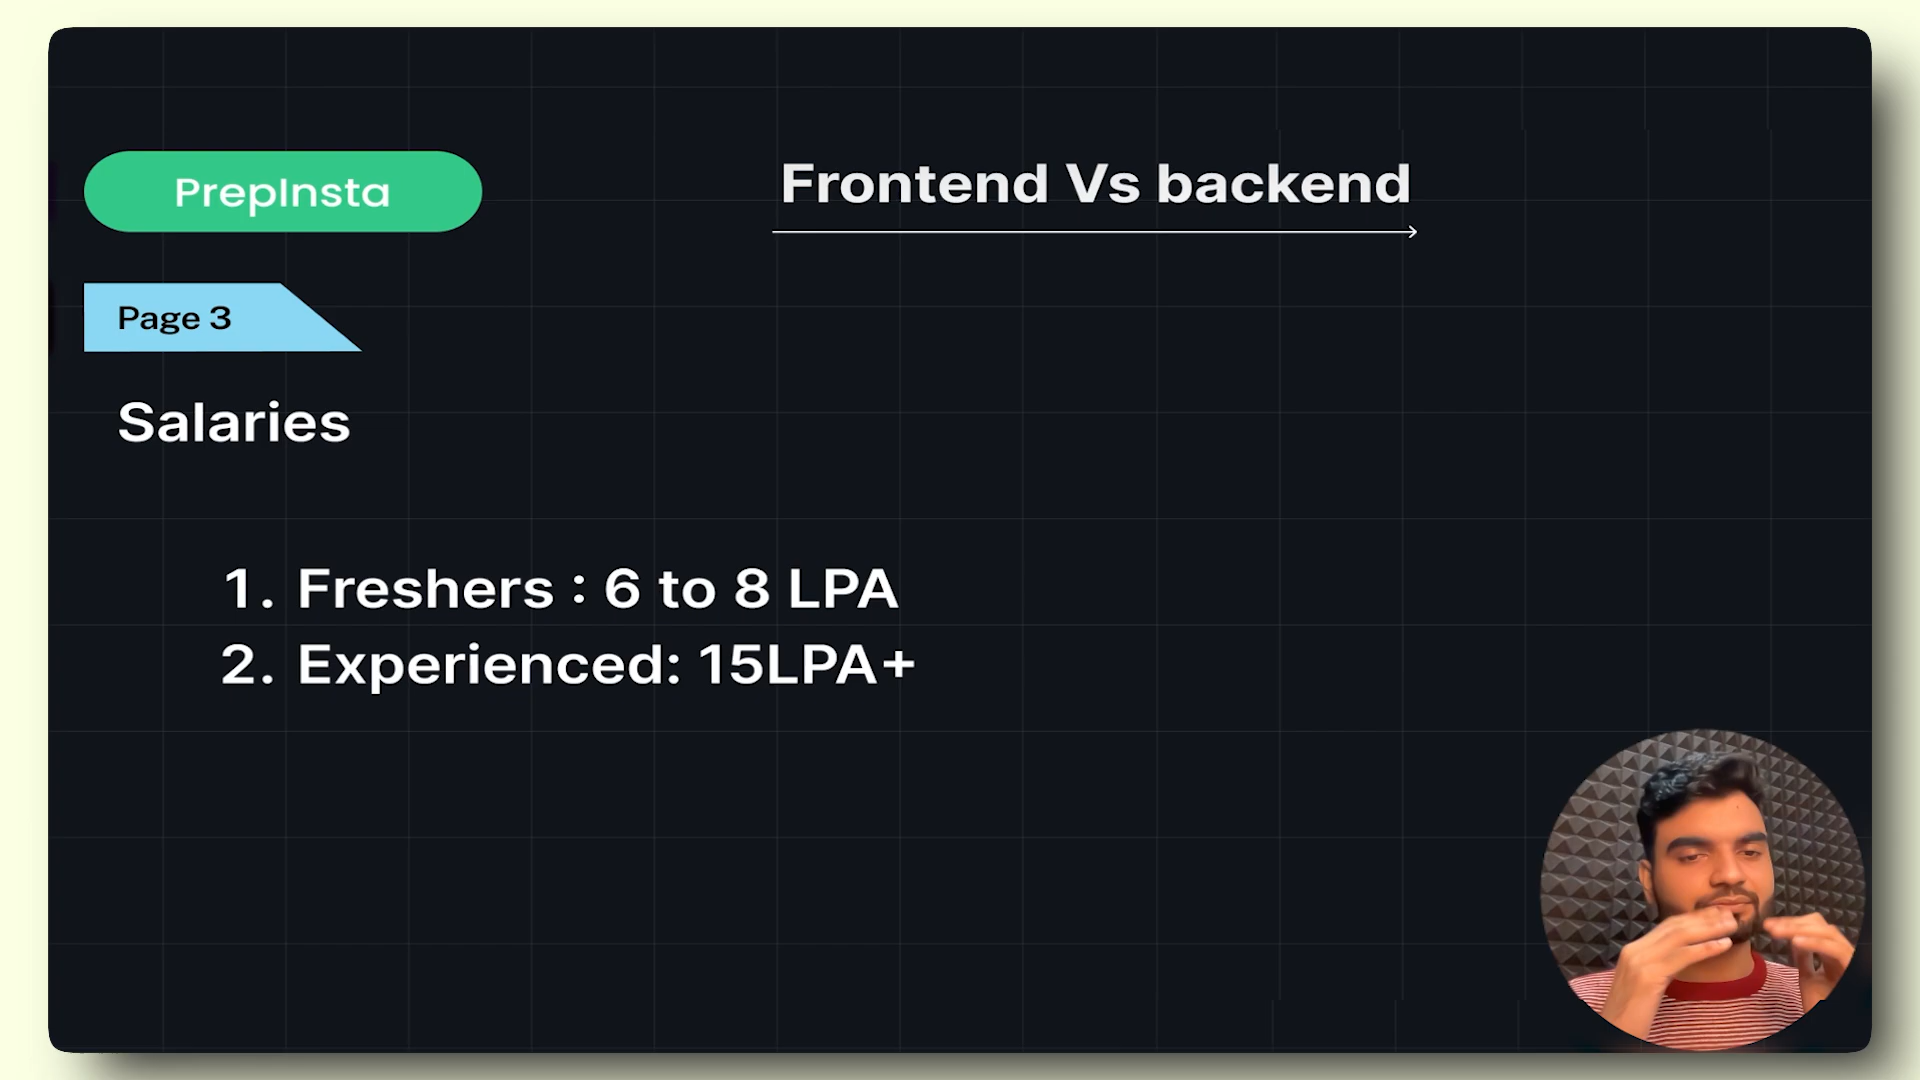 PrepInsta
Frontend Vs backend
Page 3
Salaries
1. Freshers : 6 to 8 LPA
2. Experienced: 15LPA+